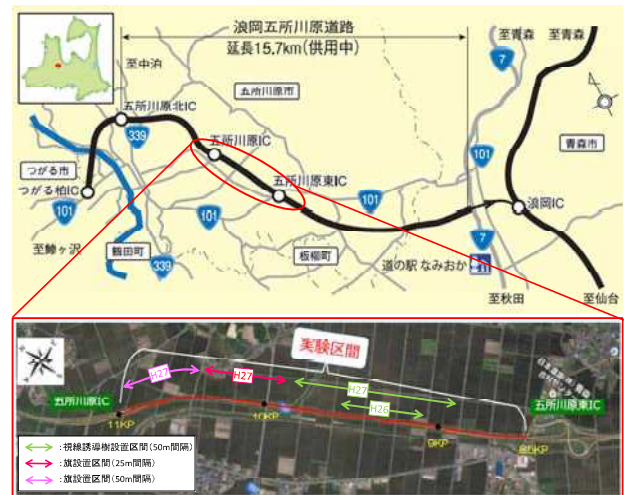 浪岡五所川原道路
延長15.7km(供用中)
至青森
至青森
7
至中泊
五所川原市
五所川原北IC
339
五所川原IC
101
青森市
つがる市
つがる柏IC
五所川原東IC
101
浪岡IC
101
101
至鰺ヶ沢
鶴田町
339
板柳町
7
道の駅 なみおか
至秋田
至仙台
実験区間
H27
H27
H27
H26
五所川原IC
五所川原東IC
11KP
10KP
9KP
↔ :視線誘導樹設置区間(50m間隔)
↔ :旗設置区間(25m間隔)
↔ :旗設置区間(50m間隔)